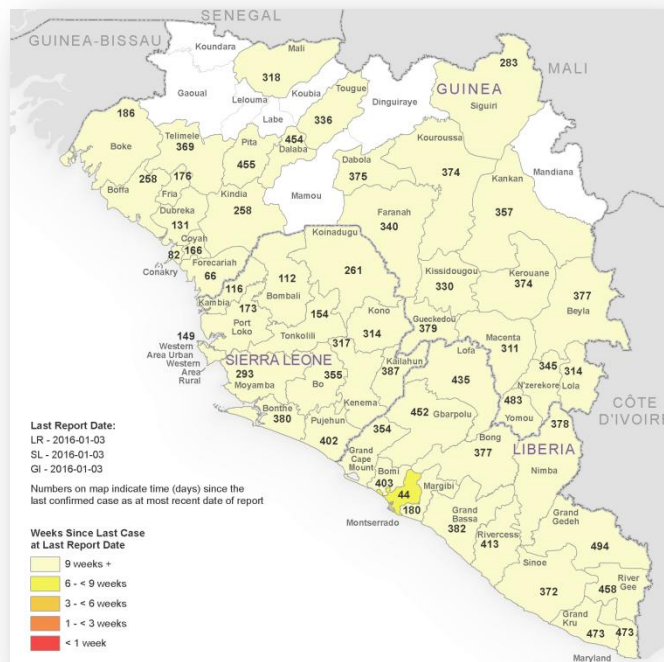 SENEGAL
GUINEA-BISSAU
MALI
Koundara
Mali
318
Gaoual
Lelouma
Koubia
Labe
Tougue
336
Dinguiraye
283
GUINEA
Siguiri
186
Boke
Telimele
369
Pita
455
454
Dalaba
Dabola
375
Kouroussa
374
Mandiana
Boffa
258
176
Fria
Kindia
258
Mamou
Kankan
357
Dubreka
131
Faranah
340
Coyah
166
82
Conakry
Forecariah
66
Koinadugu
261
Kissidougou
330
Kerouane
374
377
Beyla
116
Kambia
112
Bombali
173
Port
Loko
154
Tonkolili
Kono
314
Gueckedou
379
Macenta
311
149
Western
Area Urban
Western
Area
Rural
SIERRA LEONE
317
Kailahun
387
Lofa
435
345
N'zerekore
314
Lola
293
Moyamba
355
Bo
Kenema
483
Yomou
CÔTE
D'IVOIRE
Bonthe
380
Pujehun
402
354
452
Gbarpolu
378
Grand
Cape
Mount
Bong
377
LIBERIA
Nimba
Bomi
403
44
Margibi
180
Montserrado
Grand
Bassa
382
Rivercess
413
Grand
Gedeh
494
Sinoe
372
River
Gee
458
Grand
Kru
473
473
Maryland
Last Report Date:
LR - 2016-01-03
SL - 2016-01-03
GI - 2016-01-03
Numbers on map indicate time (days) since the
last confirmed case as at most recent date of report
Weeks Since Last Case
at Last Report Date
9 weeks +
6 - < 9 weeks
3 - < 6 weeks
1 - < 3 weeks
< 1 week